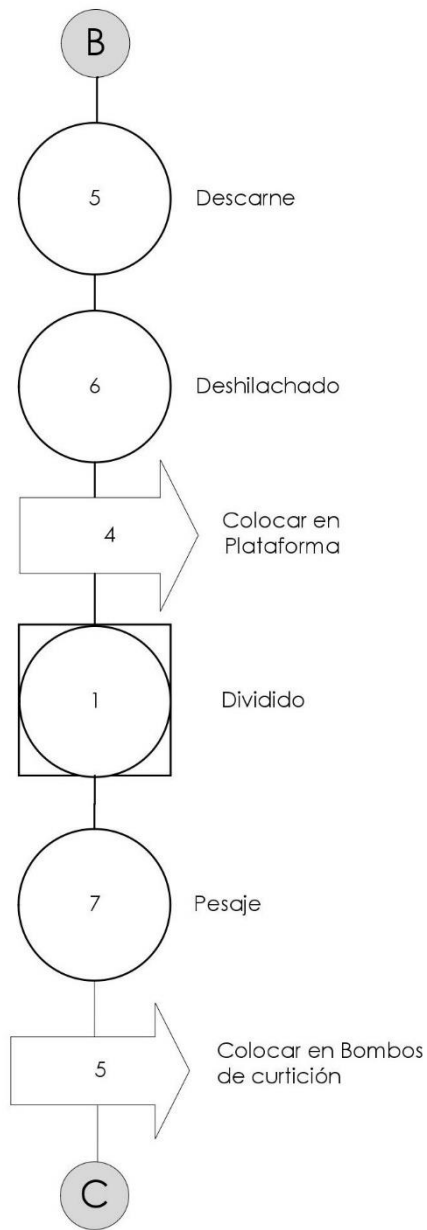 B
5 Descarne
6 Deshilachado
4 Colocar en
Plataforma
1 Dividido
7 Pesaje
5 Colocar en Bombos
de curtición
C